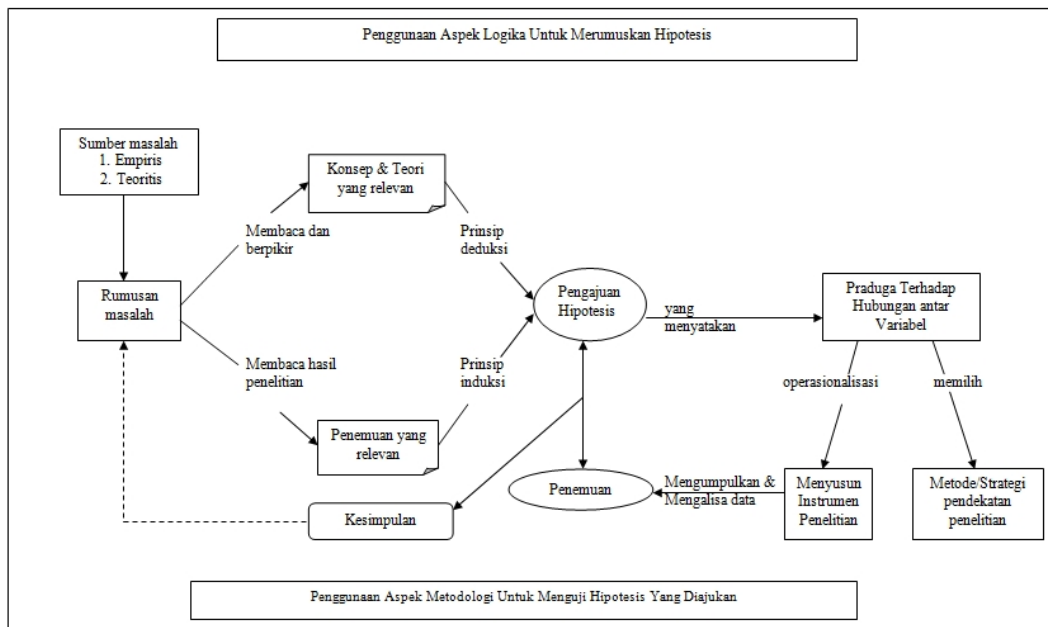 Penggunaan Aspek Logika Untuk Merumuskan Hipotesis
Sumber masalah
1. Empiris
2. Teoritis
Konsep & Teori
yang relevan
Membaca dan
berpikir
Prinsip
deduksi
Rumusan
masalah
Pengajuan
Hipotesis
yang
menyatakan
Praduga Terhadap
Hubungan antar
Variabel
Membaca hasil
penelitian
Prinsip
induksi
operasionalisasi
memilih
Penemuan yang
relevan
Penemuan
Mengumpulkan &
Mengalisa data
Menyusun
Instrumen
Penelitian
Metode/Strategi
pendekatan
penelitian
Kesimpulan
Penggunaan Aspek Metodologi Untuk Menguji Hipotesis Yang Diajukan